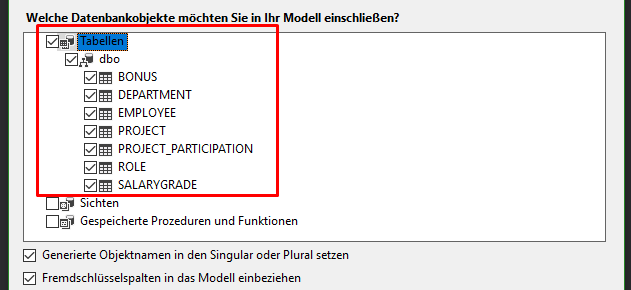 Welche Datenbankobjekte möchten Sie in Ihr Modell einschließen?
Tabellen
dbo
BONUS
DEPARTMENT
EMPLOYEE
PROJECT
PROJECT_PARTICIPATION
ROLE
SALARYGRADE
Sichten
Gespeicherte Prozeduren und Funktionen
Generierte Objektnamen in den Singular oder Plural setzen
Fremdschlüsselspalten in das Modell einbeziehen